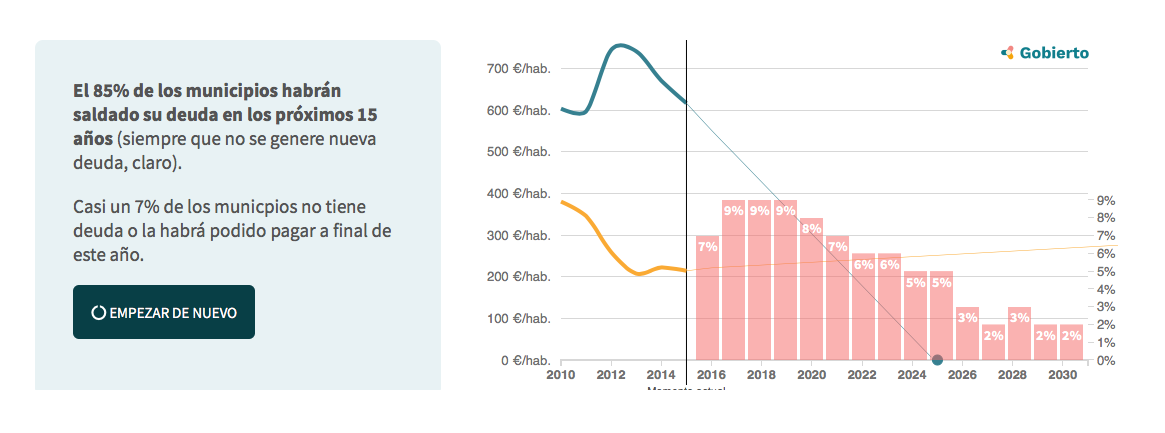 El 85% de los municipios habrán
saldado su deuda en los próximos 15
años (siempre que no se genere nueva
deuda, claro).
Casi un 7% de los municpios no tiene
deuda o la habrá podido pagar a final de
este año.
EMPEZAR DE NUEVO
Gobierto
700 €/hab.
600 €/hab.
500 €/hab.
400 €/hab.
300 €/hab.
200 €/hab.
100 €/hab.
0 €/hab.
7% 9% 9% 9% 8% 7% 6% 6% 5% 5% 3% 2% 3% 2% 2%
9%
8%
7%
6%
5%
4%
3%
2%
1%
0%
2010 2012 2014 2016 2018 2020 2022 2024 2026 2028 2030
Momento actual